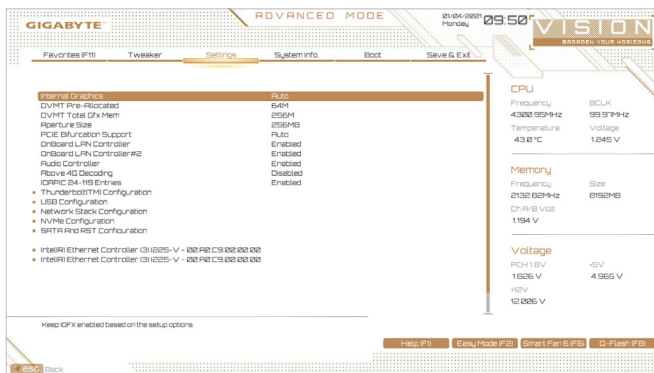 GIGABYTE™
ADVANCED MODE
01/04/2021 Monday 09:50
VISION
BROADEN YOUR HORIZONS
Favorites (F11) Tweaker Settings System Info. Boot Save & Exit
Internal Graphics Auto
DVMT Pre-Allocated 64M
DVMT Total Gfx Mem 256M
Aperture Size 256MB
PCIE Bifurcation Support Auto
OnBoard LAN Controller Enabled
OnBoard LAN Controller#2 Enabled
Audio Controller Enabled
Above 4G Decoding Disabled
IOAPIC 24-119 Entries Enabled
Thunderbolt(TM) Configuration
USB Configuration
Network Stack Configuration
NVMe Configuration
SATA And RST Configuration
Intel(R) Ethernet Controller (3) I225-V - 00:A0:C9:00:00:00
Intel(R) Ethernet Controller (3) I225-V - 00:A0:C9:00:00:00
CPU
Frequency BCLK
4300.95MHz 99.97MHz
Temperature Voltage
43.0 °C 1.245 V
Memory
Frequency Size
2132.82MHz 8192MB
Ch A/B Volt
1.194 V
Voltage
PCH 1.8V +5V
1.826 V 4.965 V
+12V
12.006 V
Keep IGFX enabled based on the setup options.
Help (F1) Easy Mode (F2) Smart Fan 6 (F6) Q-Flash (F8)
esc Back